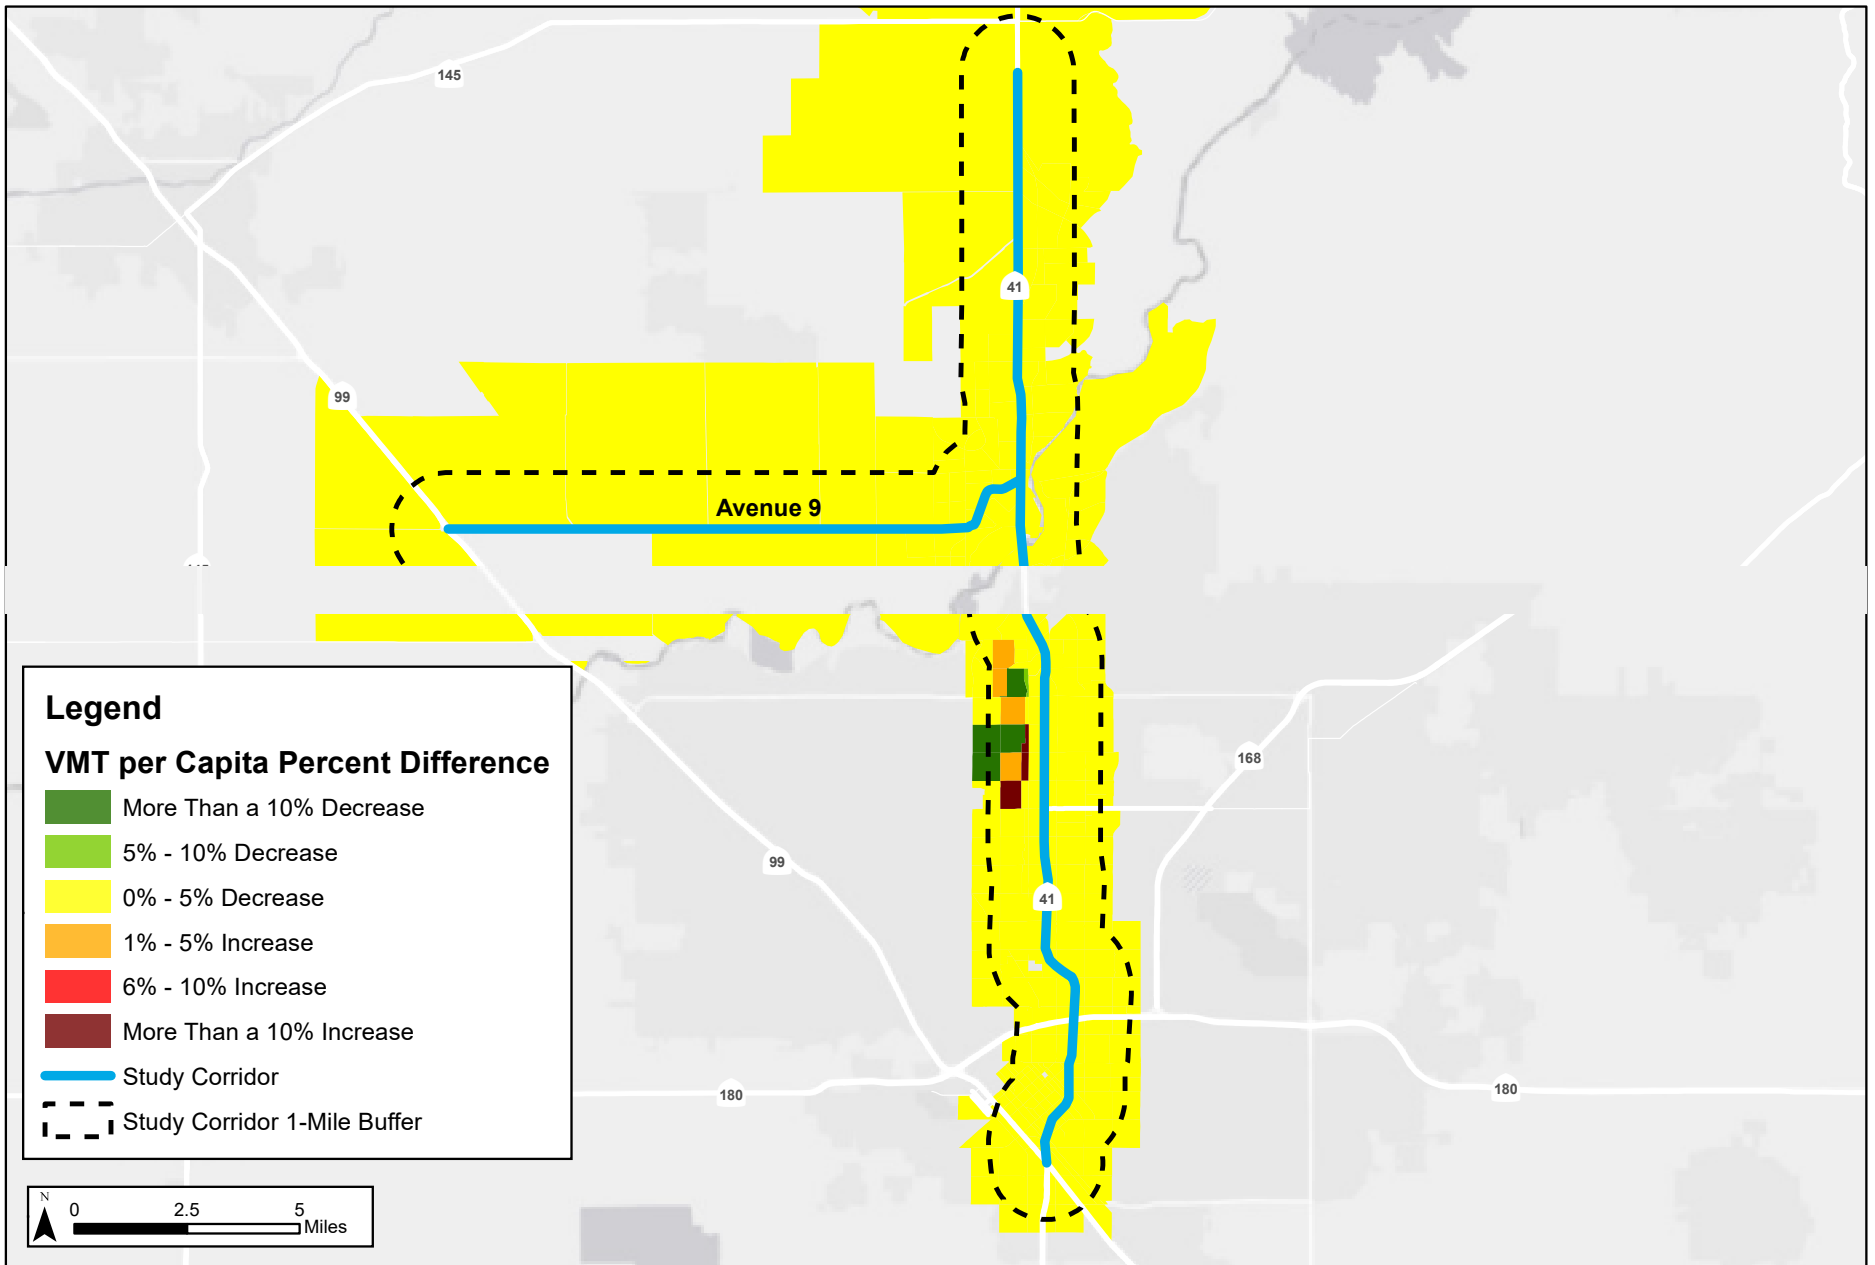 145
41
99
Avenue 9
168
99
41
180
180
Legend
VMT per Capita Percent Difference
More Than a 10% Decrease
5% - 10% Decrease
0% - 5% Decrease
1% - 5% Increase
6% - 10% Increase
More Than a 10% Increase
Study Corridor
Study Corridor 1-Mile Buffer
N
0 2.5 5
Miles